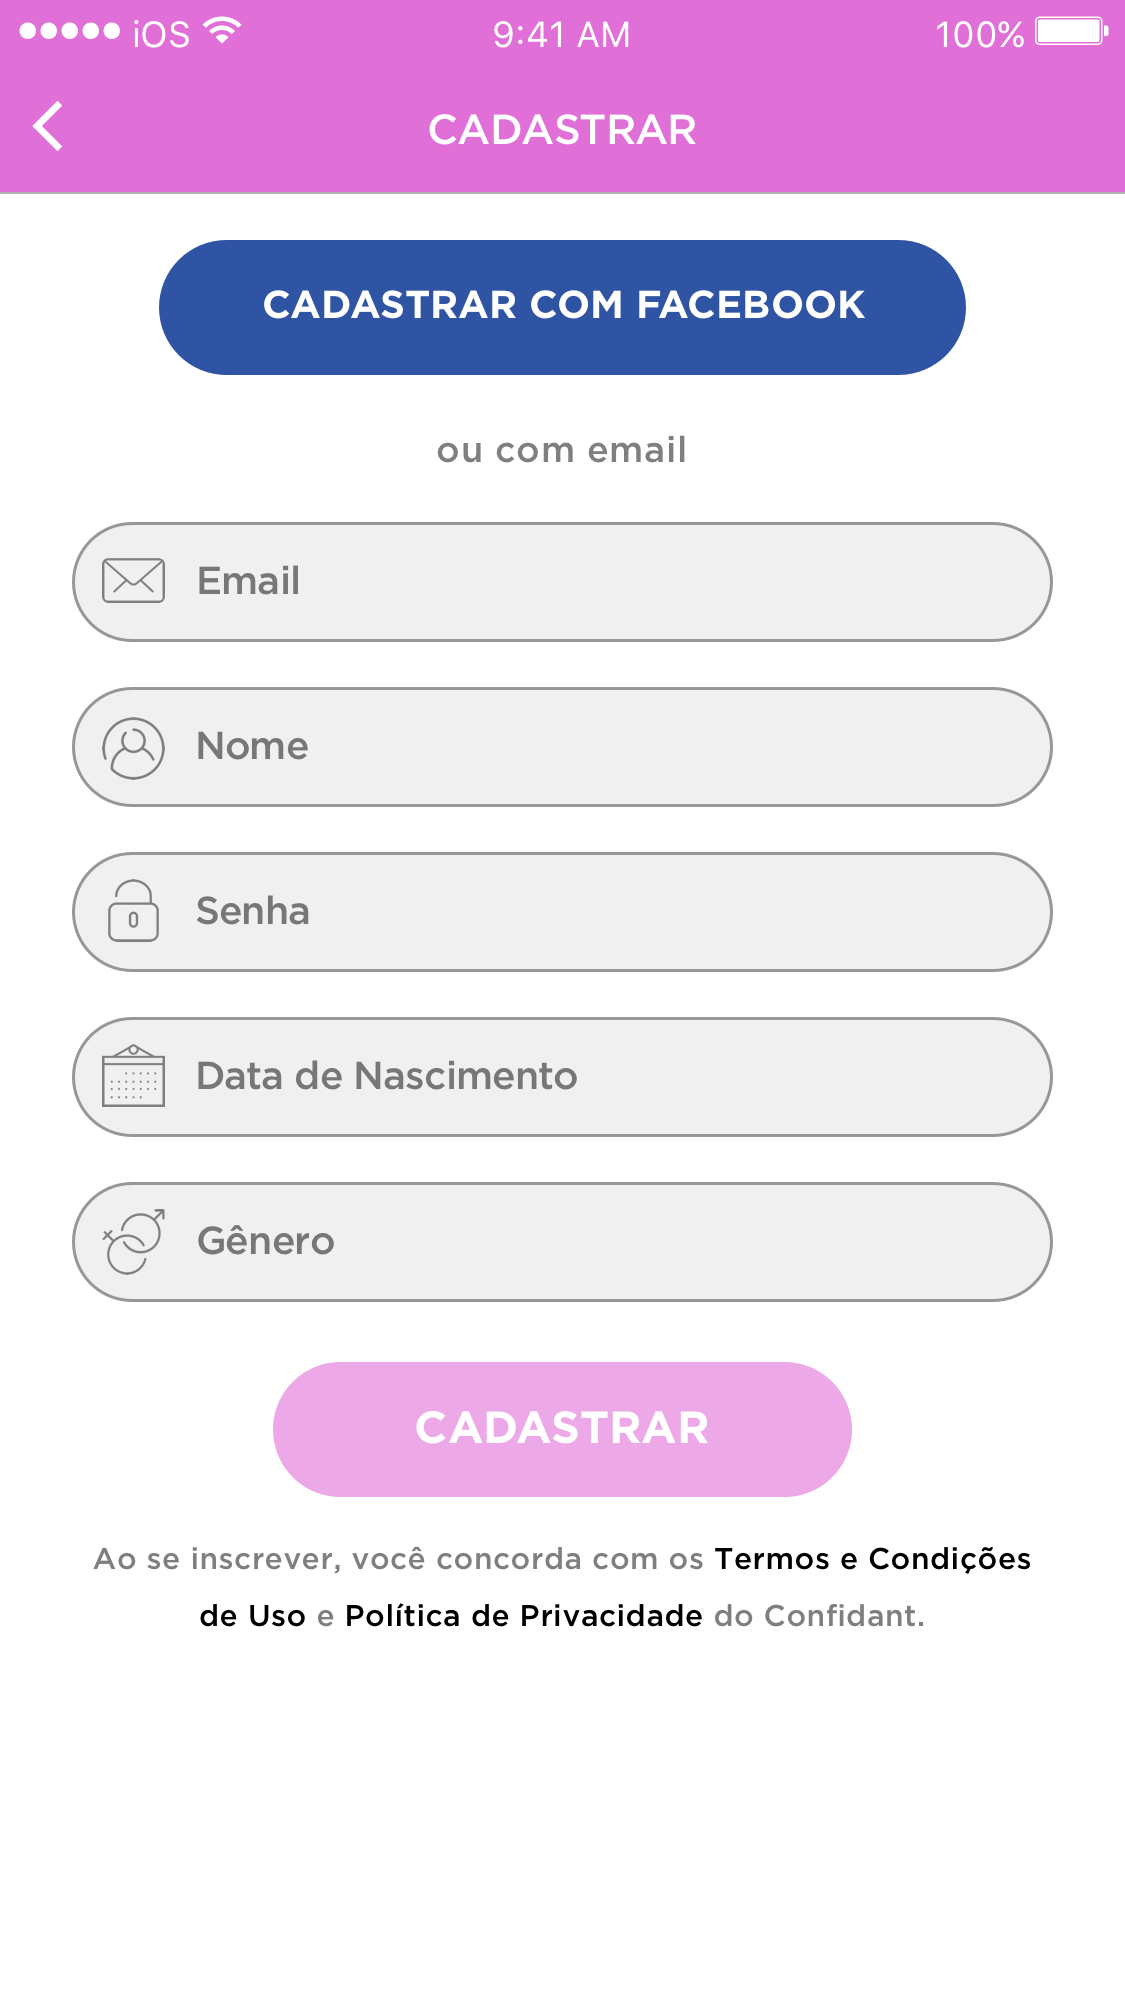 iOS 9:41 AM 100%
CADASTRAR
CADASTRAR COM FACEBOOK
ou com email
Email
Nome
Senha
Data de Nascimento
Gênero
CADASTRAR
Ao se inscrever, você concorda com os Termos e Condições
de Uso e Política de Privacidade do Confidant.